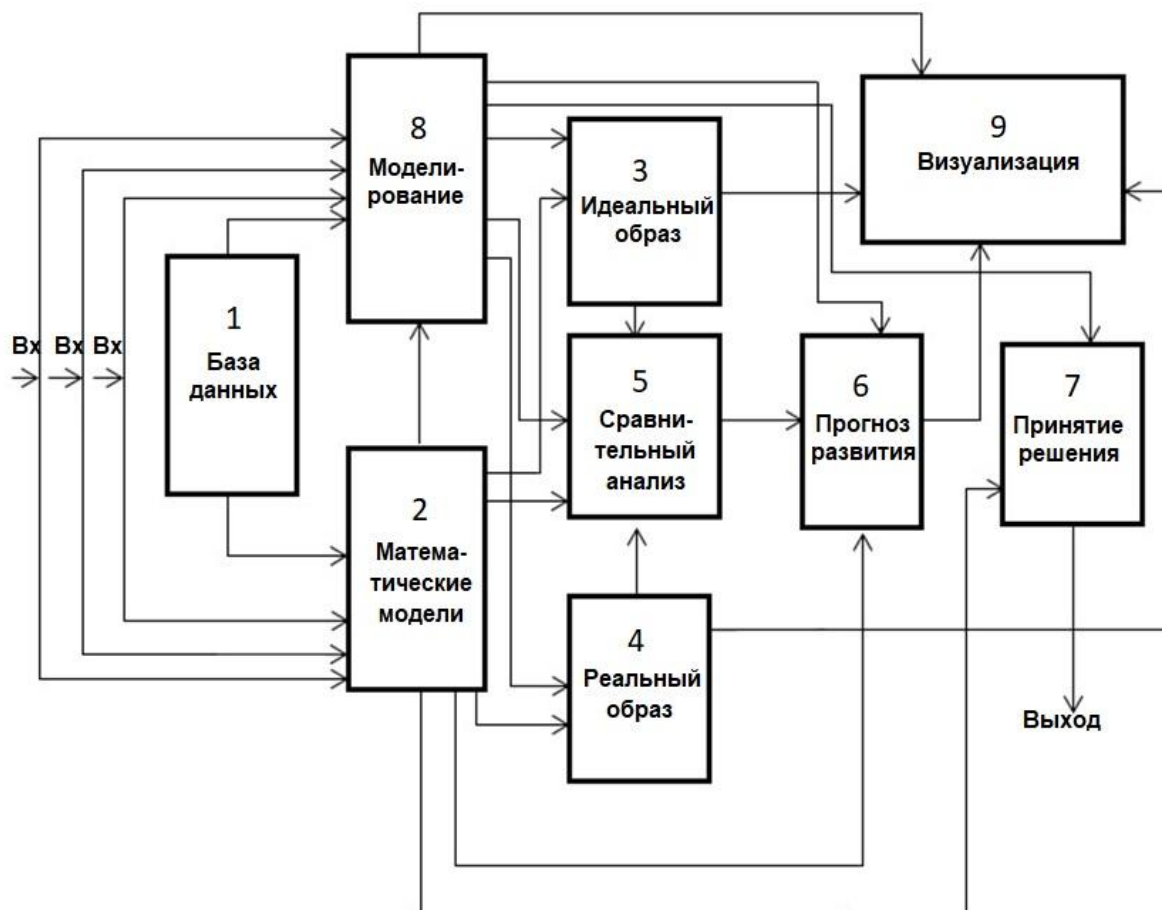 8
Модели-
рование
9
Визуализация
3
Идеальный
образ
1
База
данных
Вх Вх Вх
5
Сравни-
тельный
анализ
6
Прогноз
развития
7
Принятие
решения
2
Матема-
тические
модели
4
Реальный
образ
Выход